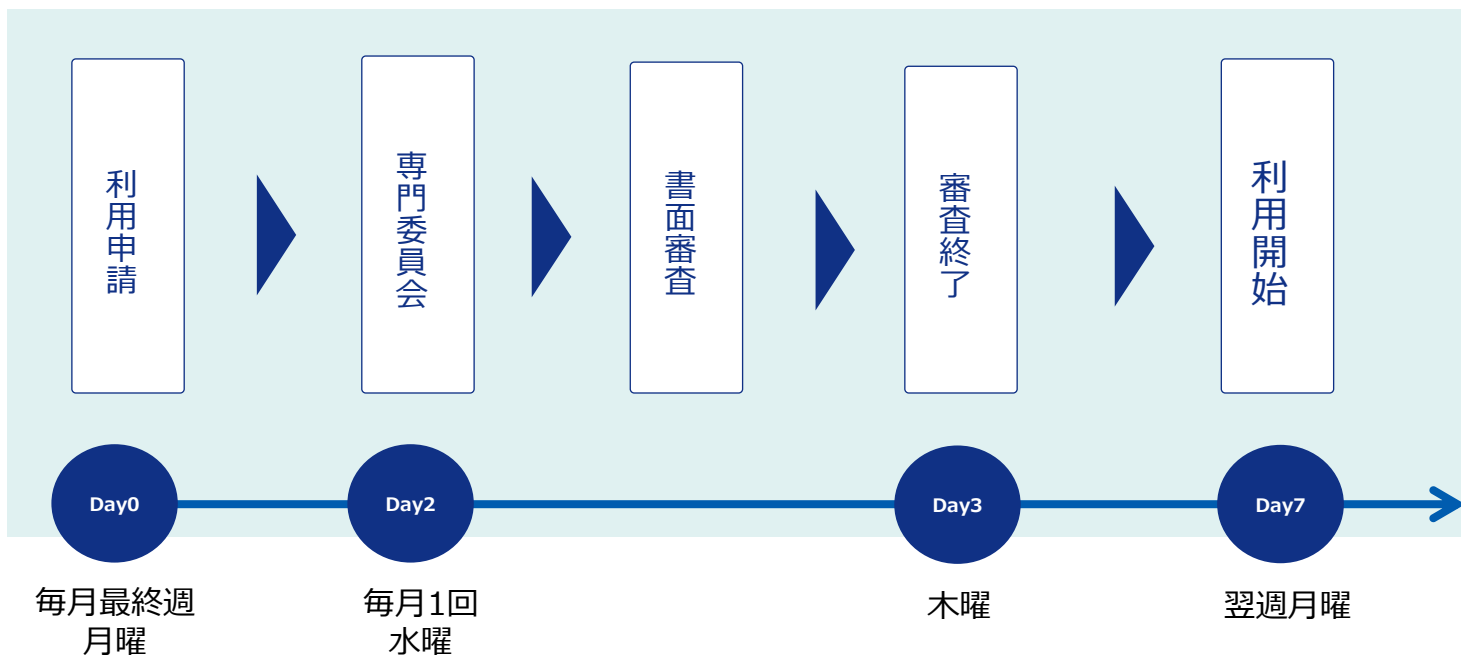 利用申請
専門委員会
書面審査
審査終了
利用開始
Day0
Day2
Day3
Day7
毎月最終週
月曜
毎月1回
水曜
木曜
翌週月曜